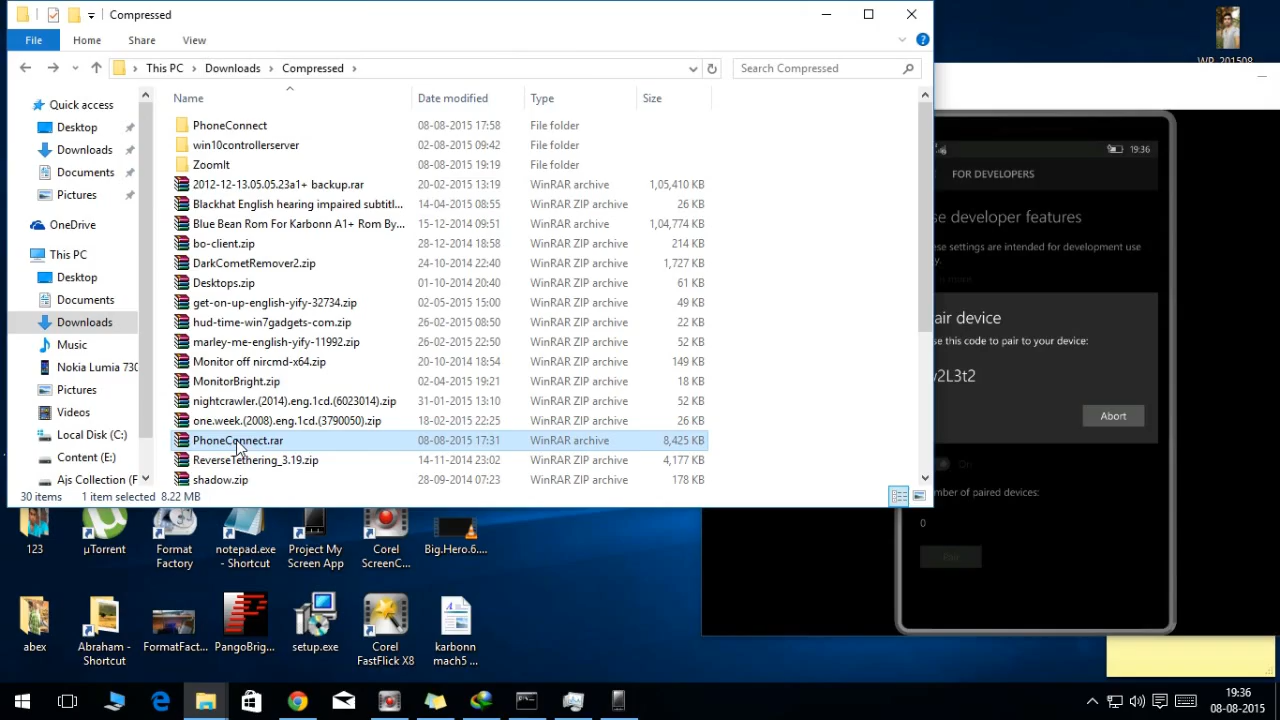 Compressed
WP_201508
File Home Share View
This PC Downloads Compressed
Search Compressed
Name Date modified Type Size
Quick access
Desktop
Downloads
Documents
Pictures
OneDrive
This PC
Desktop
Documents
Downloads
Music
Nokia Lumia 730
Pictures
Videos
Local Disk (C:)
Content (E:)
Ajs Collection (F
PhoneConnect 08-08-2015 17:58 File folder
win10controllerserver 02-08-2015 09:42 File folder
ZoomIt 08-08-2015 19:19 File folder
2012-12-13.05.05.23a1+ backup.rar 20-02-2015 13:19 WinRAR archive 1,05,410 KB
Blackhat English hearing impaired subtitl... 14-04-2015 08:55 WinRAR ZIP archive 26 KB
Blue Bean Rom For Karbonn A1+ Rom By... 15-12-2014 09:51 WinRAR archive 1,04,774 KB
bo-client.zip 28-12-2014 18:58 WinRAR ZIP archive 214 KB
DarkCometRemover2.zip 24-10-2014 22:40 WinRAR ZIP archive 1,727 KB
Desktops.zip 01-10-2014 20:40 WinRAR ZIP archive 61 KB
get-on-up-english-yify-32734.zip 02-05-2015 15:00 WinRAR ZIP archive 49 KB
hud-time-win7gadgets-com.zip 26-02-2015 08:50 WinRAR ZIP archive 22 KB
marley-me-english-yify-11992.zip 26-02-2015 22:50 WinRAR ZIP archive 52 KB
Monitor off nircmd-x64.zip 20-10-2014 18:54 WinRAR ZIP archive 149 KB
MonitorBright.zip 02-04-2015 19:21 WinRAR ZIP archive 18 KB
nightcrawler.(2014).eng.1cd.(6023014).zip 31-01-2015 13:10 WinRAR ZIP archive 52 KB
one.week.(2008).eng.1cd.(3790050).zip 18-02-2015 22:25 WinRAR ZIP archive 26 KB
PhoneConnect.rar 08-08-2015 17:31 WinRAR archive 8,425 KB
ReverseTethering_3.19.zip 14-11-2014 23:02 WinRAR ZIP archive 4,177 KB
shadow.zip 28-09-2014 07:23 WinRAR ZIP archive 178 KB
30 items 1 item selected 8.22 MB
19:36
FOR DEVELOPERS
se developer features
ese settings are intended for development use
y.
n more
air device
se this code to pair to your device:
y2L3t2
Abort
On
mber of paired devices:
0
Pair
123
µTorrent
Format
Factory
notepad.exe
- Shortcut
Project My
Screen App
Corel
ScreenC...
Big.Hero.6....
abex
Abraham -
Shortcut
FormatFact...
PangoBrig...
setup.exe
Corel
FastFlick X8
karbonn
mach5 ...
19:36
08-08-2015